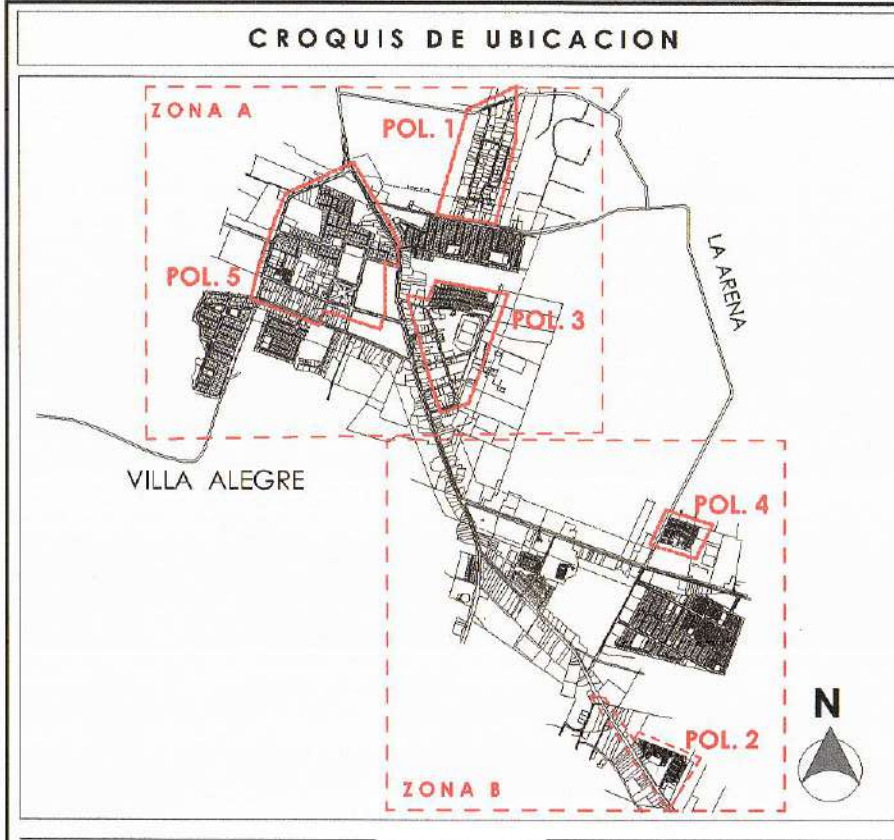 CROQUIS DE UBICACION
ZONA A
POL. 1
POL. 5
LA ARENA
POL. 3
VILLA ALEGRE
POL. 4
N
POL. 2
ZONA B